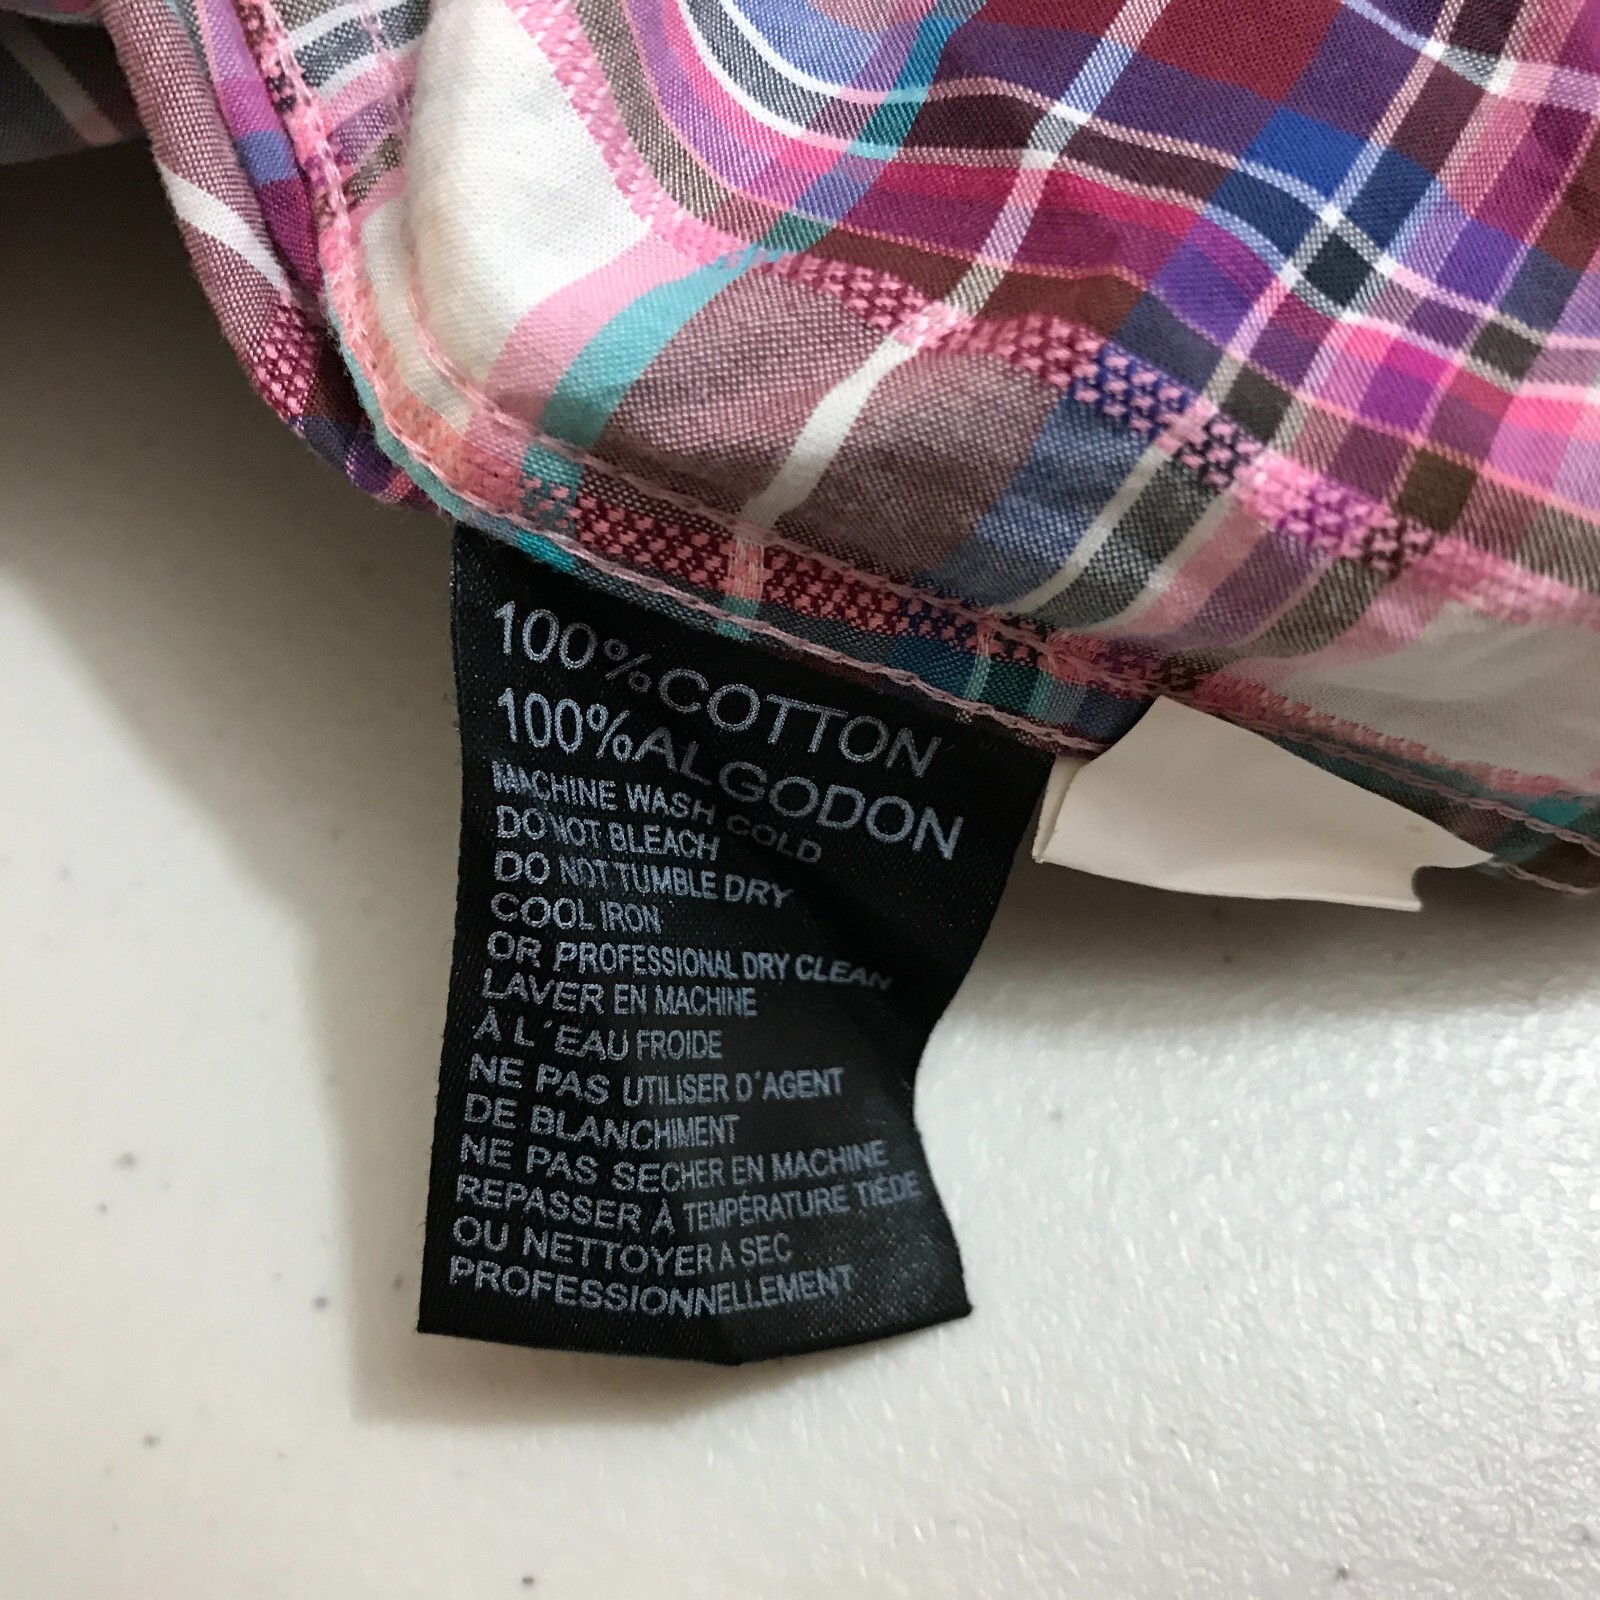 100%COTTON
100%ALGODON
MACHINE WASH COLD
DO NOT BLEACH
DO NOT TUMBLE DRY
COOL IRON
OR PROFESSIONAL DRY CLEAN
LAVER EN MACHINE
À L´EAU FROIDE
NE PAS UTILISER D´AGENT
DE BLANCHIMENT
NE PAS SECHER EN MACHINE
REPASSER À TEMPÉRATURE TIÉDE
OU NETTOYER A SEC
PROFESSIONNELLEMENT